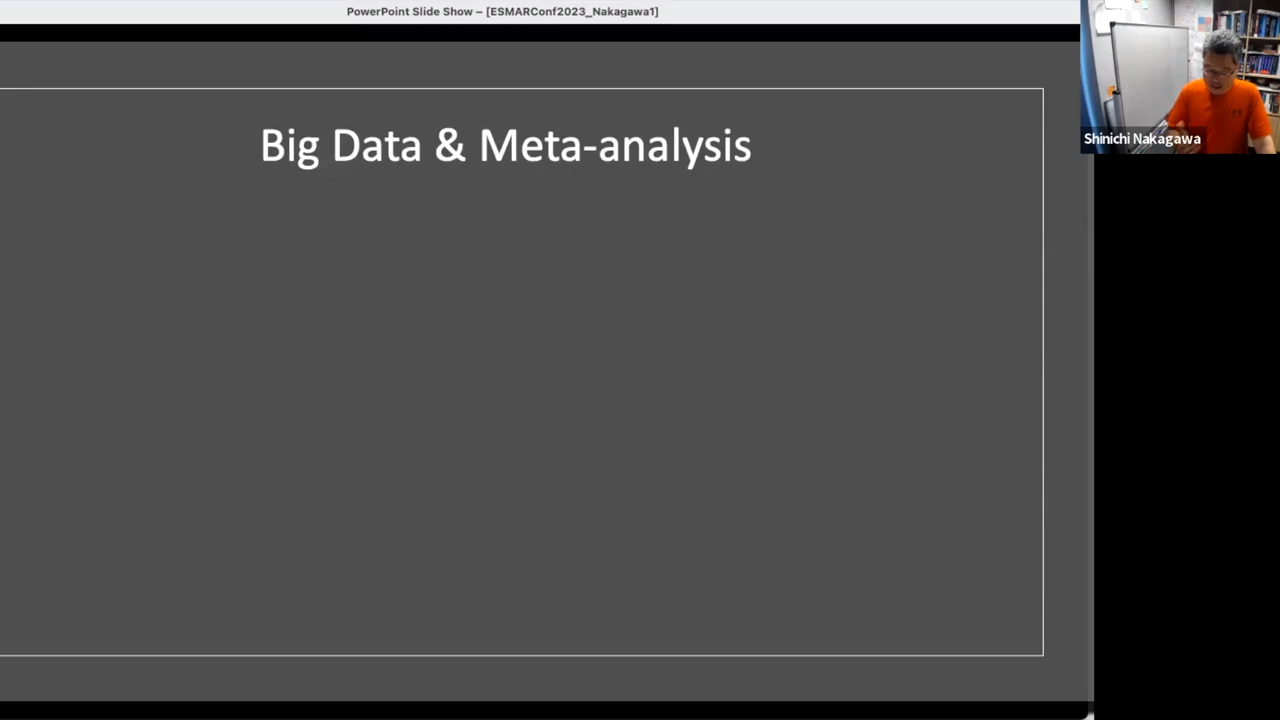 PowerPoint Slide Show – [ESMARConf2023_Nakagawa1]
Big Data & Meta-analysis
Shinichi Nakagawa